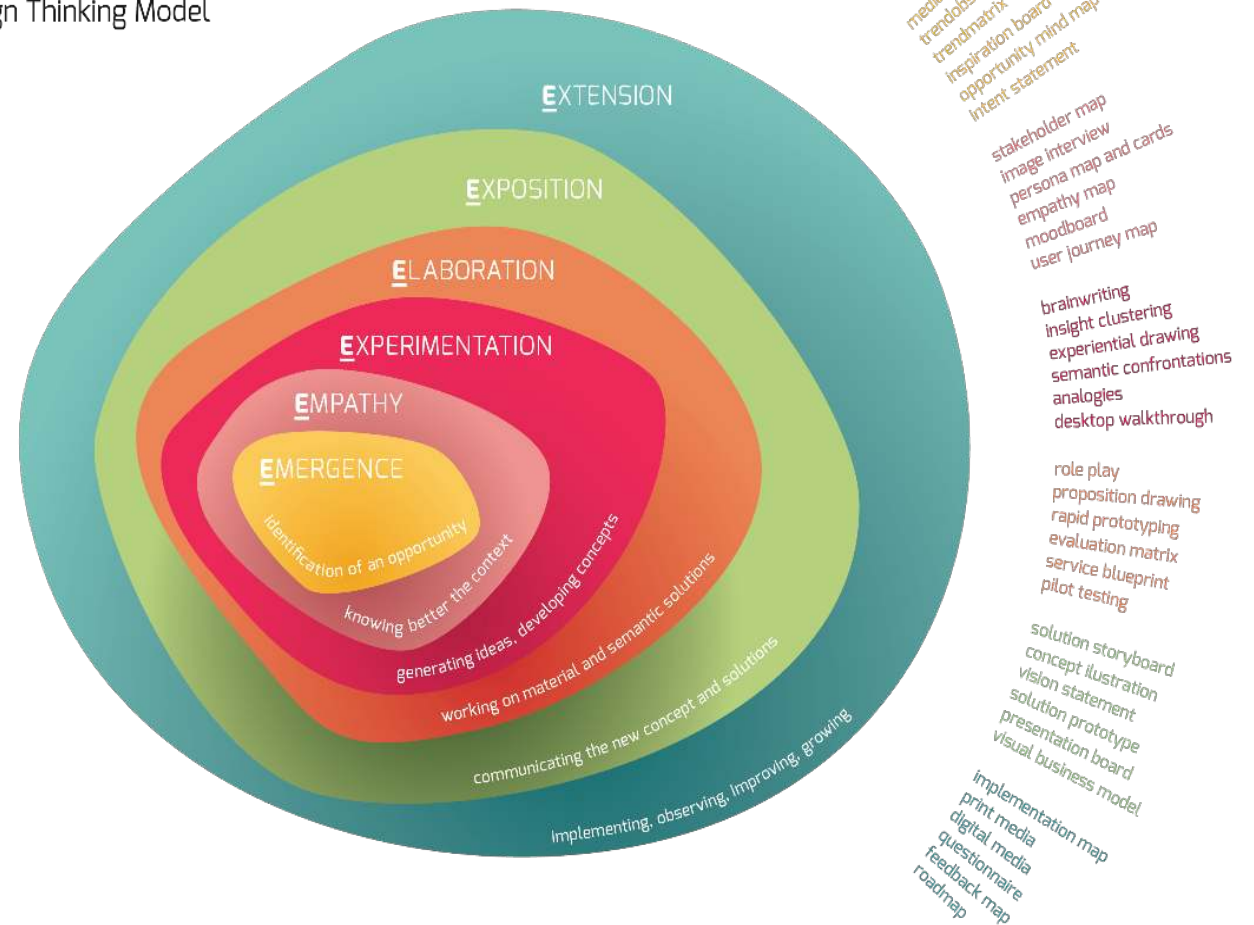 Thinking Model
EXTENSION
EXPOSITION
ELABORATION
EXPERIMENTATION
EMPATHY
EMERGENCE
identification of an opportunity
knowing better the context
generating ideas, developing concepts
working on material and semantic solutions
communicating the new concept and solutions
implementing, observing, improving, growing
trendmatrix
inspiration board
opportunity mind map
intent statement
stakeholder map
image interview
persona map and cards
empathy map
moodboard
user journey map
brainwriting
insight clustering
experiential drawing
semantic confrontations
analogies
desktop walkthrough
role play
proposition drawing
rapid prototyping
evaluation matrix
service blueprint
pilot testing
solution storyboard
concept illustration
vision statement
solution prototype
presentation board
visual business model
implementation map
print media
digital media
questionnaire
feedback map
roadmap